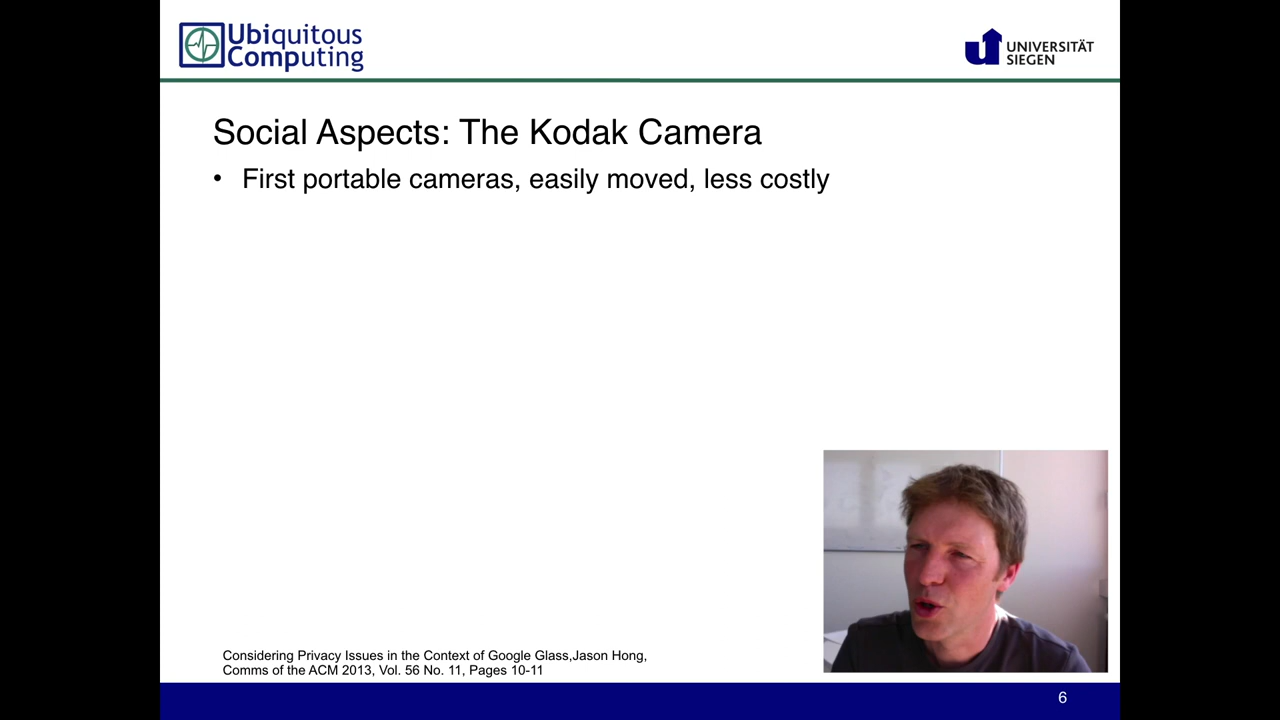 Ubiquitous
Computing
UNIVERSITÄT
SIEGEN
Social Aspects: The Kodak Camera
• First portable cameras, easily moved, less costly
Considering Privacy Issues in the Context of Google Glass,Jason Hong,
Comms of the ACM 2013, Vol. 56 No. 11, Pages 10-11
6